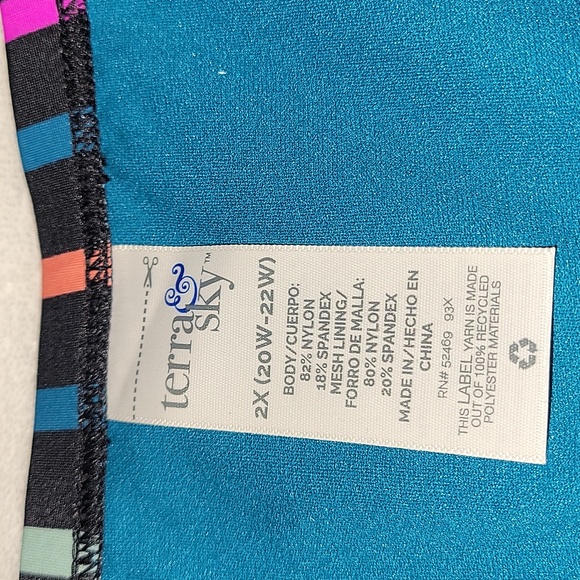 terra
& sky™
2X (20W-22W)
BODY/CUERPO:
82% NYLON
18% SPANDEX
MESH LINING/
FORRO DE MALLA:
80% NYLON
20% SPANDEX
MADE IN/HECHO EN
CHINA
RN# 52469 93X
THIS LABEL YARN IS MADE
OUT OF 100% RECYCLED
POLYESTER MATERIALS